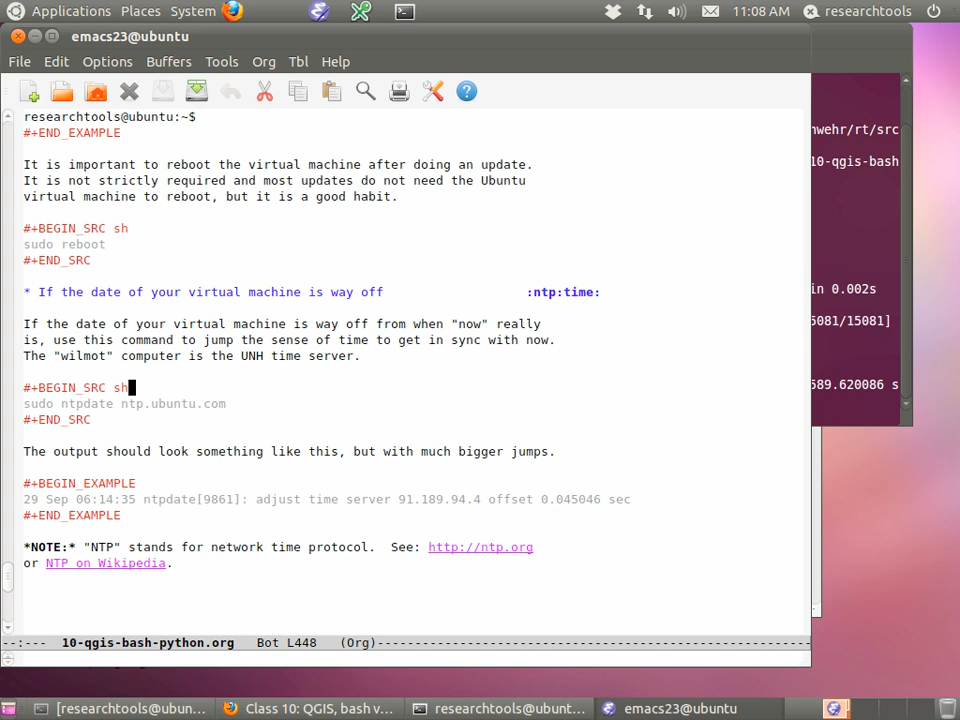 Applications Places System 11:08 AM researchtools
emacs23@ubuntu
File Edit Options Buffers Tools Org Tbl Help
researchtools@ubuntu:~$
#+END_EXAMPLE
It is important to reboot the virtual machine after doing an update.
It is not strictly required and most updates do not need the Ubuntu
virtual machine to reboot, but it is a good habit.
#+BEGIN_SRC sh
sudo reboot
#+END_SRC
* If the date of your virtual machine is way off :ntp:time:
If the date of your virtual machine is way off from when "now" really
is, use this command to jump the sense of time to get in sync with now.
The "wilmot" computer is the UNH time server.
#+BEGIN_SRC sh
sudo ntpdate ntp.ubuntu.com
#+END_SRC
The output should look something like this, but with much bigger jumps.
#+BEGIN_EXAMPLE
29 Sep 06:14:35 ntpdate[9861]: adjust time server 91.189.94.4 offset 0.045046 sec
#+END_EXAMPLE
*NOTE:* "NTP" stands for network time protocol. See: http://ntp.org
or NTP on Wikipedia.
--:--- 10-qgis-bash-python.org Bot L448 (Org)
nwehr/rt/src
10-qgis-bash
in 0.002s
5081/15081]
589.620086 s
[researchtools@ubun... Class 10: QGIS, bash v... researchtools@ubunt... emacs23@ubuntu